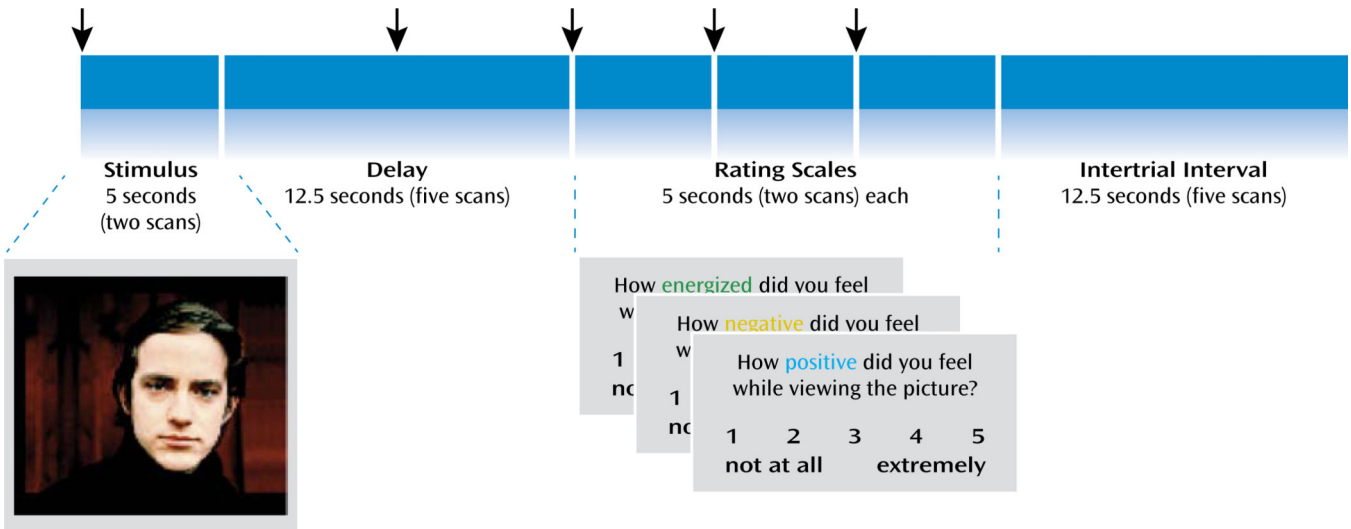 Stimulus
5 seconds
(two scans)
Delay
12.5 seconds (five scans)
Rating Scales
5 seconds (two scans) each
Intertrial Interval
12.5 seconds (five scans)
How energized did you feel
1
How negative did you feel
1
How positive did you feel
while viewing the picture?
1 2 3 4 5
not at all extremely